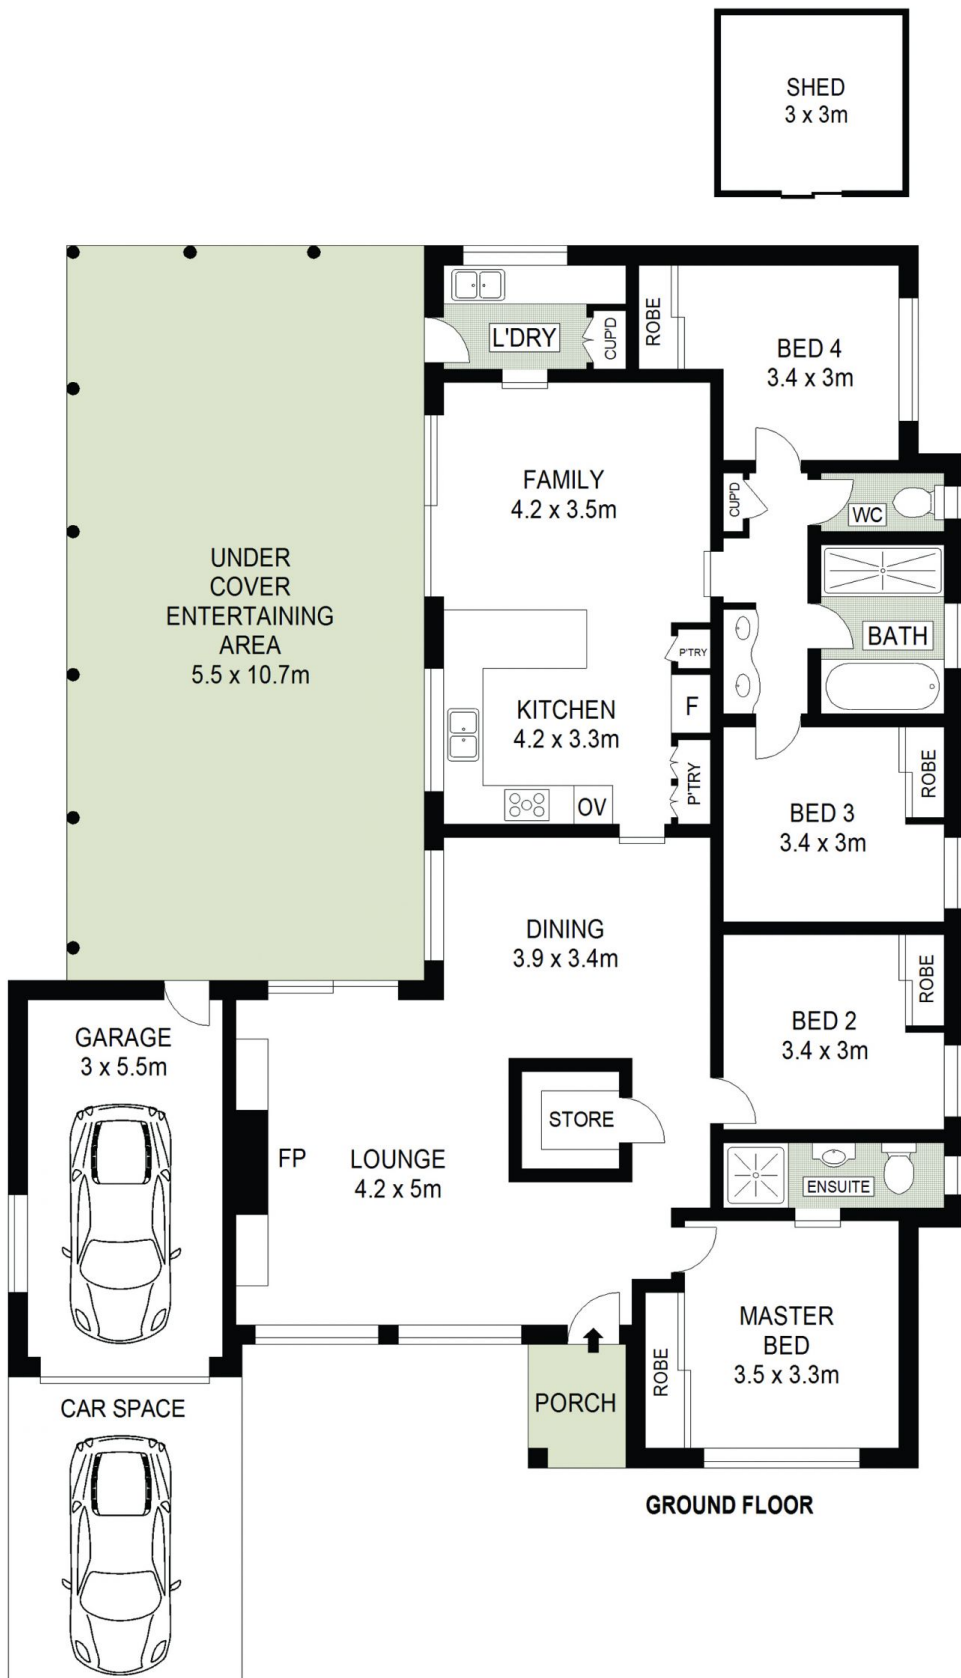 SHED
3 x 3m
L'DRY
CUP'D
ROBE
BED 4
3.4 x 3m
FAMILY
4.2 x 3.5m
CUP'D
WC
UNDER
COVER
ENTERTAINING
AREA
5.5 x 10.7m
BATH
P'TRY
F
KITCHEN
4.2 x 3.3m
P'TRY
OV
ROBE
BED 3
3.4 x 3m
DINING
3.9 x 3.4m
ROBE
BED 2
3.4 x 3m
GARAGE
3 x 5.5m
STORE
FP
LOUNGE
4.2 x 5m
ENSUITE
MASTER
BED
3.5 x 3.3m
ROBE
PORCH
CAR SPACE
GROUND FLOOR